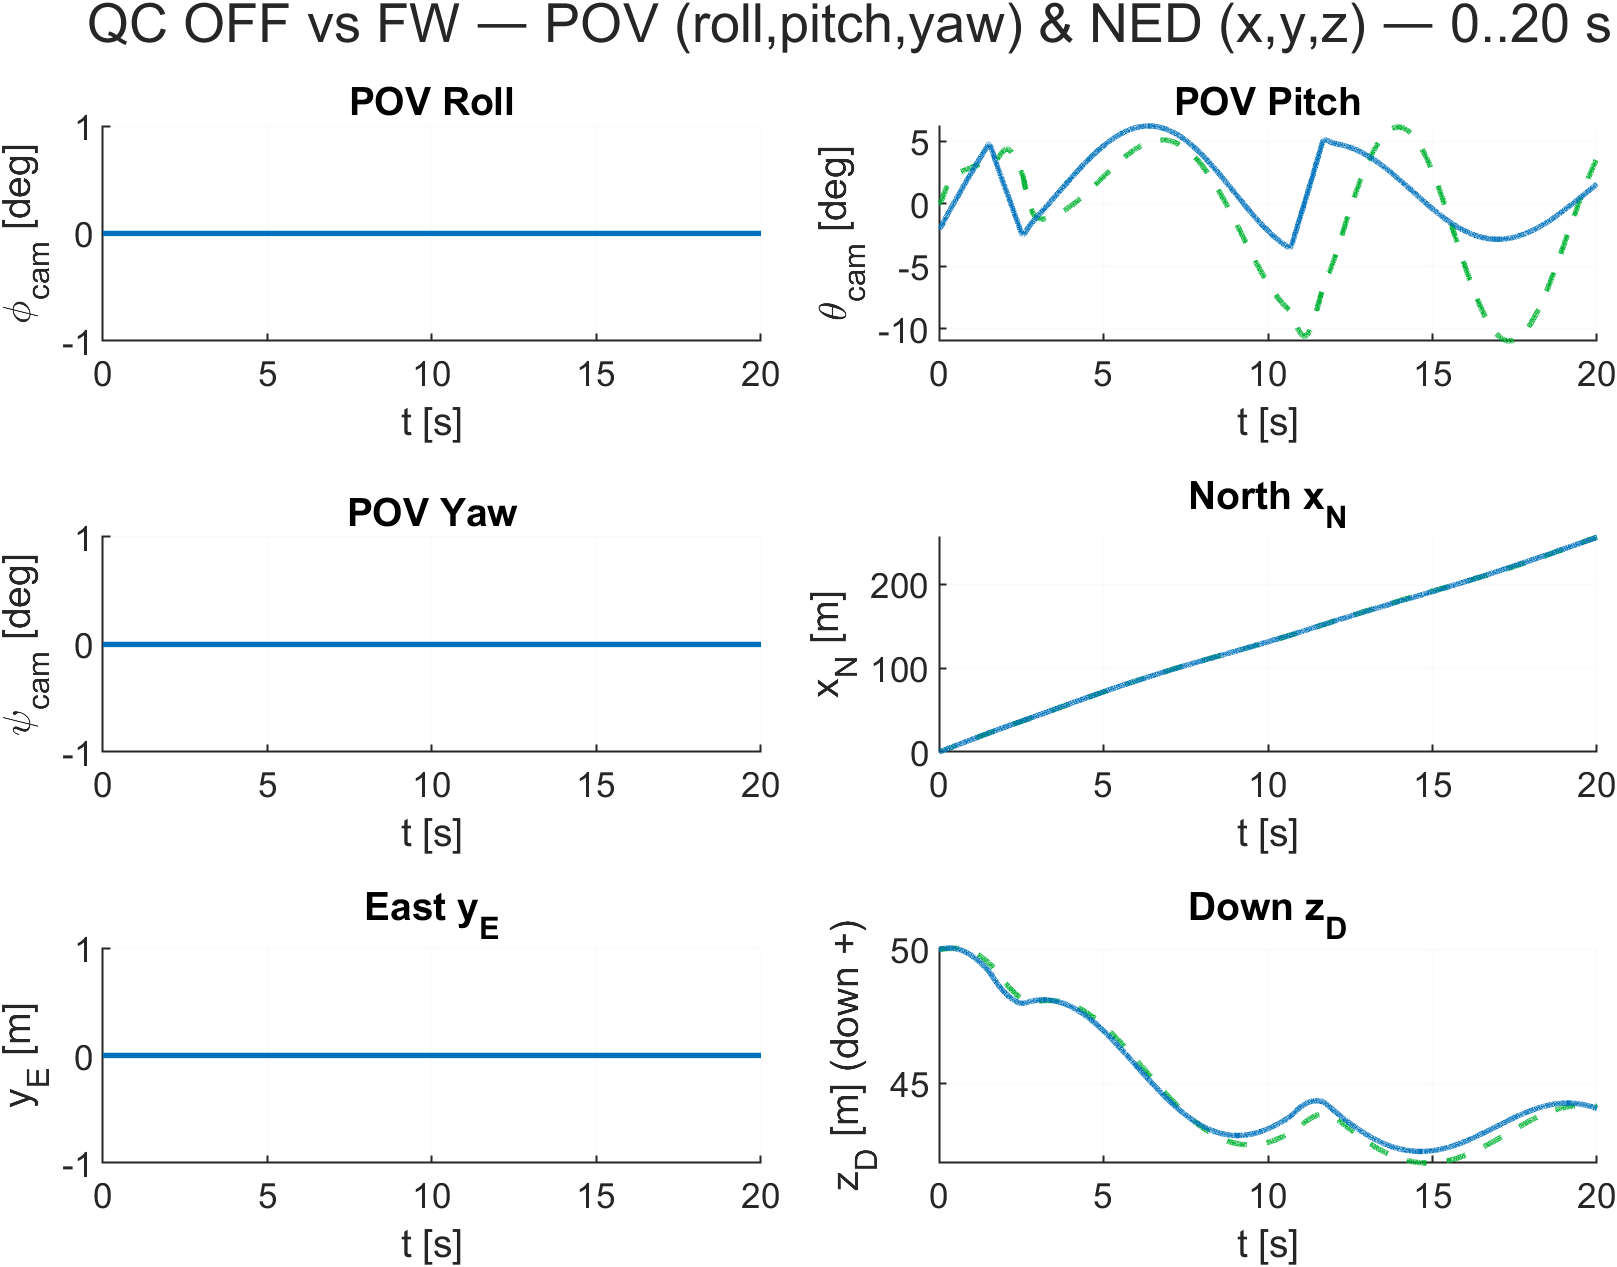 QC OFF vs FW — POV (roll,pitch,yaw) & NED (x,y,z) — 0..20 s
POV Roll
ϕcam [deg]
1
0
-1
0 5 10 15 20
t [s]
POV Pitch
θcam [deg]
5
0
-5
-10
0 5 10 15 20
t [s]
POV Yaw
ψcam [deg]
1
0
-1
0 5 10 15 20
t [s]
North xN
xN [m]
200
100
0
0 5 10 15 20
t [s]
East yE
yE [m]
1
0
-1
0 5 10 15 20
t [s]
Down zD
zD [m] (down +)
50
45
0 5 10 15 20
t [s]